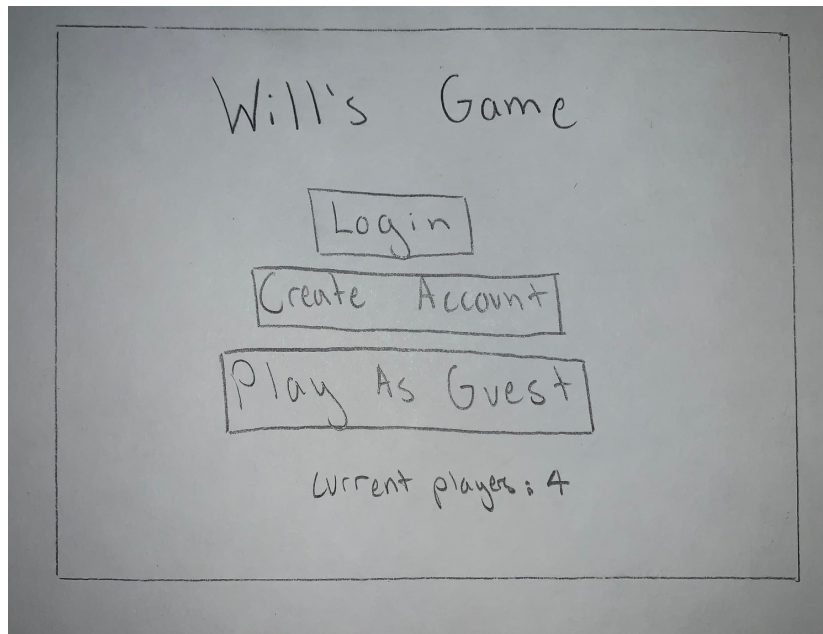 Will's Game
Login
Create Account
Play As Guest
current players: 4